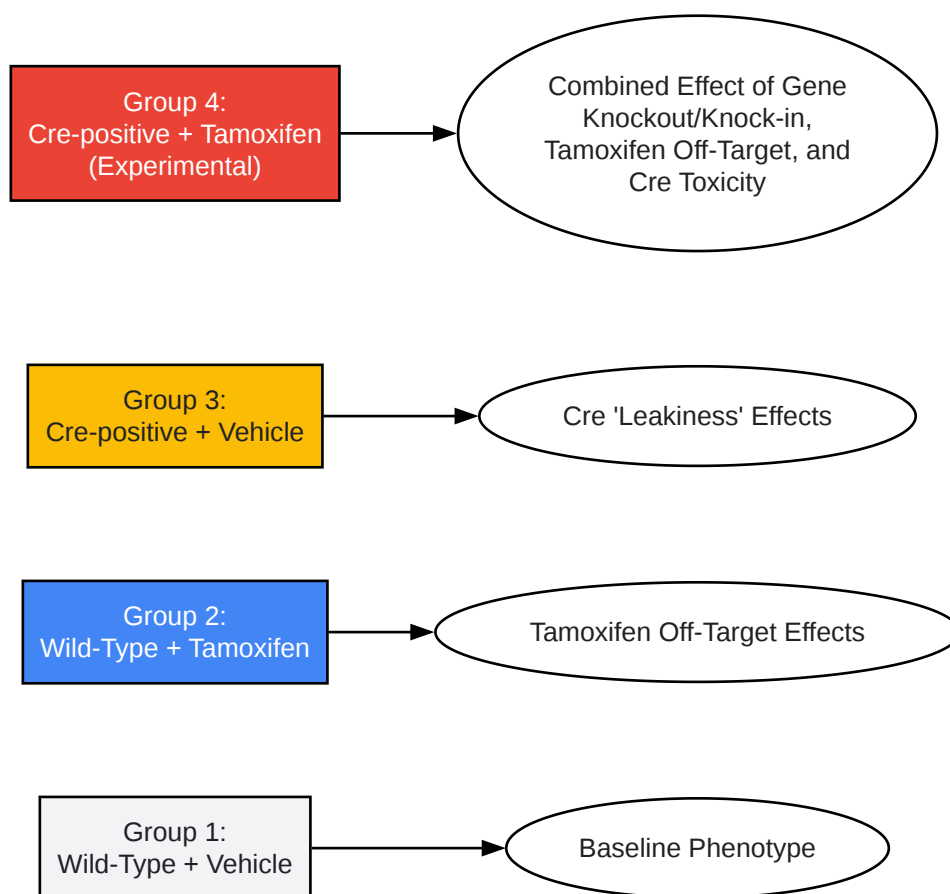 Group 4:
Cre-positive + Tamoxifen
(Experimental)
Combined Effect of Gene
Knockout/Knock-in,
Tamoxifen Off-Target, and
Cre Toxicity
Group 3:
Cre-positive + Vehicle
Cre 'Leakiness' Effects
Group 2:
Wild-Type + Tamoxifen
Tamoxifen Off-Target Effects
Group 1:
Wild-Type + Vehicle
Baseline Phenotype